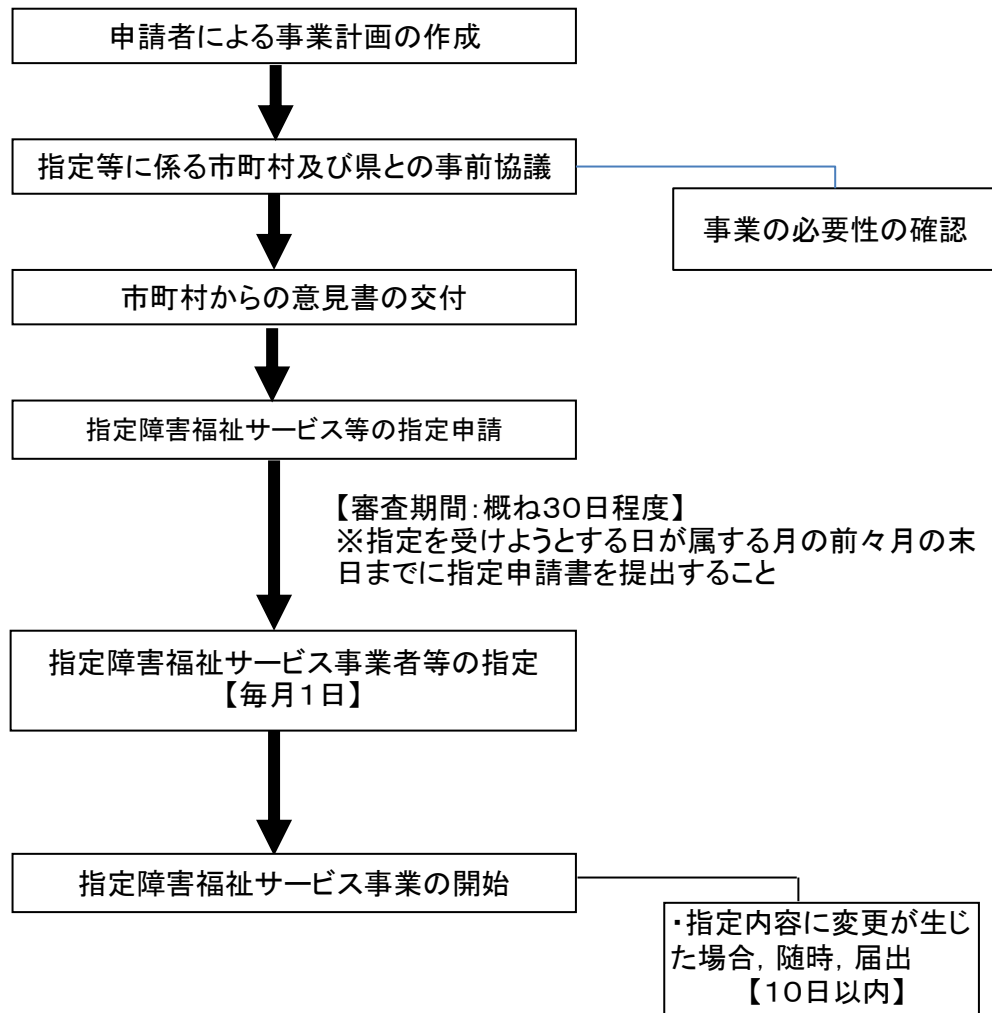 申請者による事業計画の作成
指定等に係る市町村及び県との事前協議
事業の必要性の確認
市町村からの意見書の交付
指定障害福祉サービス等の指定申請
【審査期間：概ね３０日程度】
※指定を受けようとする日が属する月の前々月の末
日までに指定申請書を提出すること
指定障害福祉サービス事業者等の指定
【毎月１日】
指定障害福祉サービス事業の開始
・指定内容に変更が生じ
た場合，随時，届出
【１０日以内】